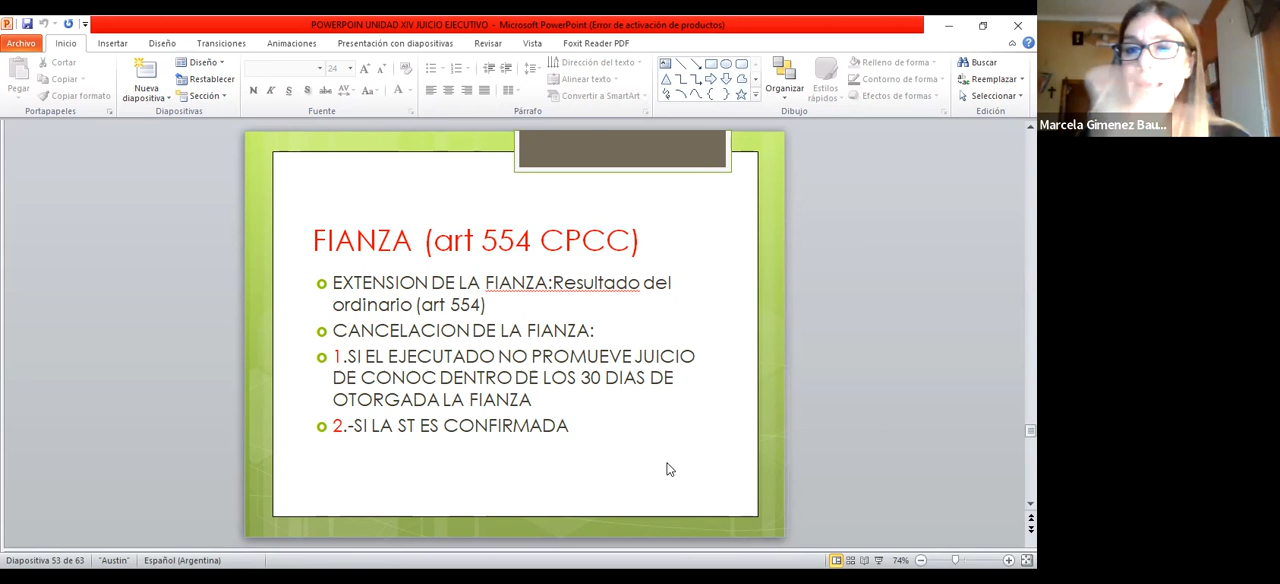 POWERPOIN UNIDAD XIV JUICIO EJECUTIVO - Microsoft PowerPoint (Error de activación de productos)
Archivo Inicio Insertar Diseño Transiciones Animaciones Presentación con diapositivas Revisar Vista Foxit Reader PDF
Pegar
Cortar
Copiar
Copiar formato
Portapapeles
Nueva
diapositiva
Diseño
Restablecer
Sección
Diapositivas
24
N K S S abc AV Aa A
Fuente
Dirección del texto
Alinear texto
Convertir a SmartArt
Párrafo
Organizar
Estilos
rápidos
Relleno de forma
Contorno de forma
Efectos de formas
Dibujo
Buscar
Reemplazar
Seleccionar
Edición
Marcela Gimenez Bau...
FIANZA (art 554 CPCC)
EXTENSION DE LA FIANZA:Resultado del
ordinario (art 554)
CANCELACION DE LA FIANZA:
1.SI EL EJECUTADO NO PROMUEVE JUICIO
DE CONOC DENTRO DE LOS 30 DIAS DE
OTORGADA LA FIANZA
2.-SI LA ST ES CONFIRMADA
Diapositiva 53 de 63 "Austin" Español (Argentina) 74%